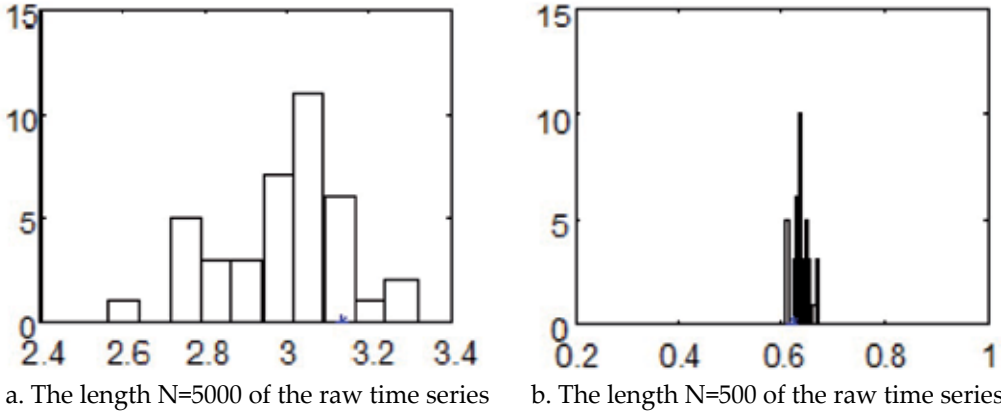 15
10
5
0
2.4 2.6 2.8 3 3.2 3.4
a. The length N=5000 of the raw time series
15
10
5
0
0.2 0.4 0.6 0.8 1
b. The length N=500 of the raw time series